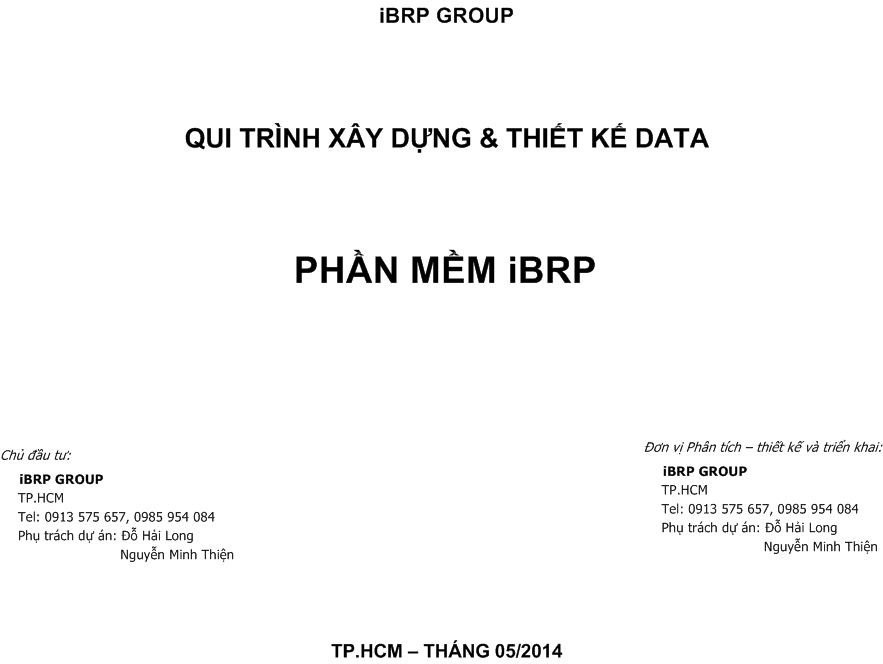 iBRP GROUP
QUI TRÌNH XÂY DỰNG & THIẾT KẾ DATA
PHẦN MỀM iBRP
Chủ đầu tư:
iBRP GROUP
TP.HCM
Tel: 0913 575 657, 0985 954 084
Phụ trách dự án: Đỗ Hải Long
Nguyễn Minh Thiện
Đơn vị Phân tích – thiết kế và triển khai:
iBRP GROUP
TP.HCM
Tel: 0913 575 657, 0985 954 084
Phụ trách dự án: Đỗ Hải Long
Nguyễn Minh Thiện
TP.HCM – THÁNG 05/2014